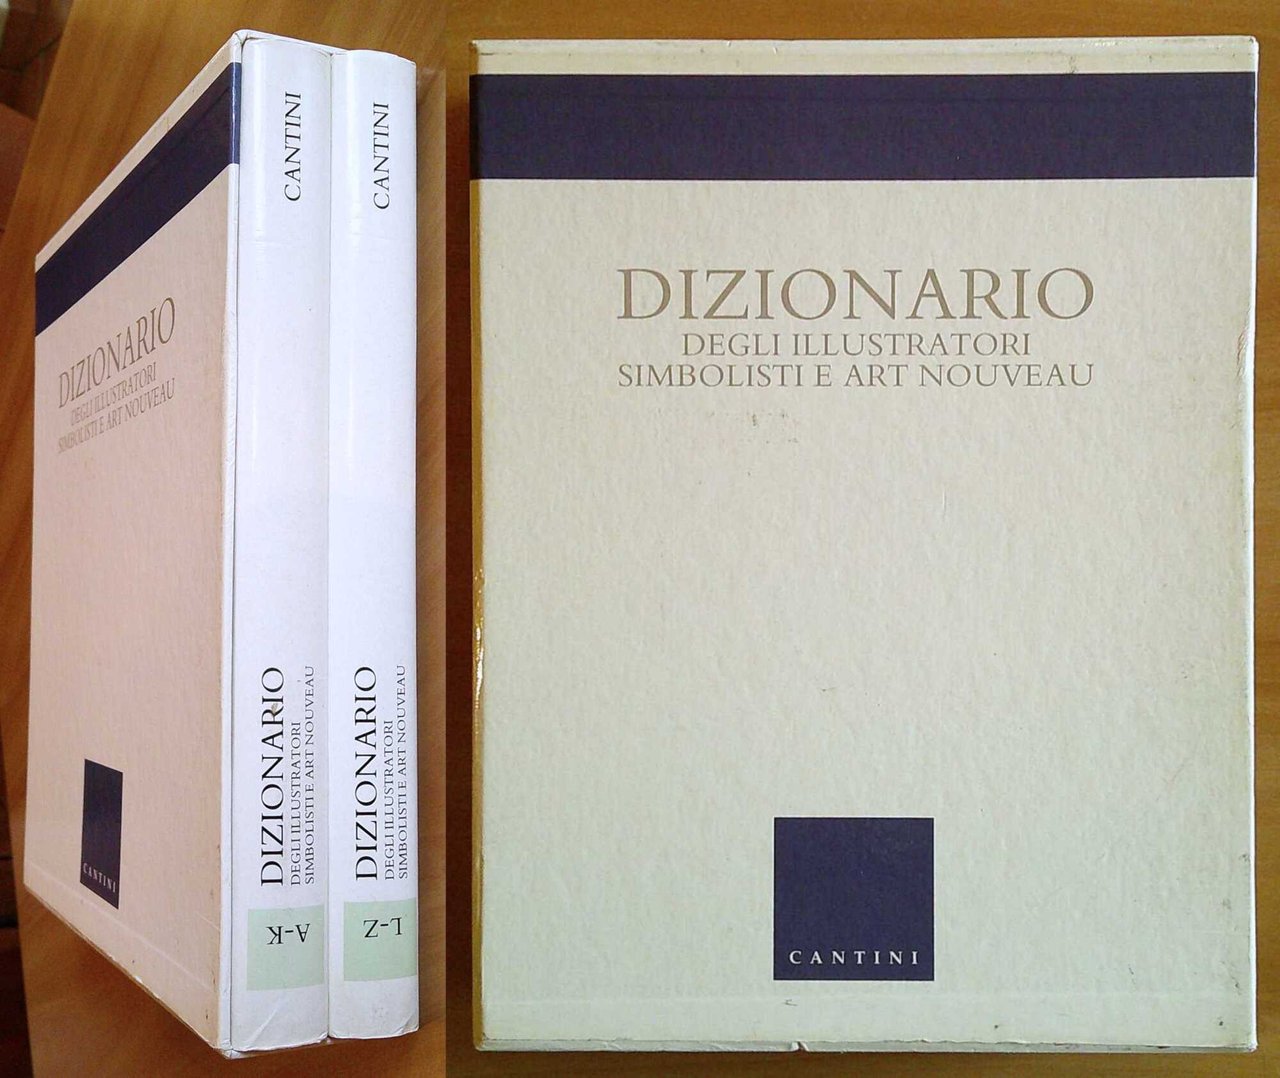 DIZIONARIO
DEGLI ILLUSTRATORI
SIMBOLISTI E ART NOUVEAU
CANTINI
CANTINI
DIZIONARIO
DEGLI ILLUSTRATORI
SIMBOLISTI E ART NOUVEAU
A-K
CANTINI
DIZIONARIO
DEGLI ILLUSTRATORI
SIMBOLISTI E ART NOUVEAU
L-Z
DIZIONARIO
DEGLI ILLUSTRATORI
SIMBOLISTI E ART NOUVEAU
CANTINI